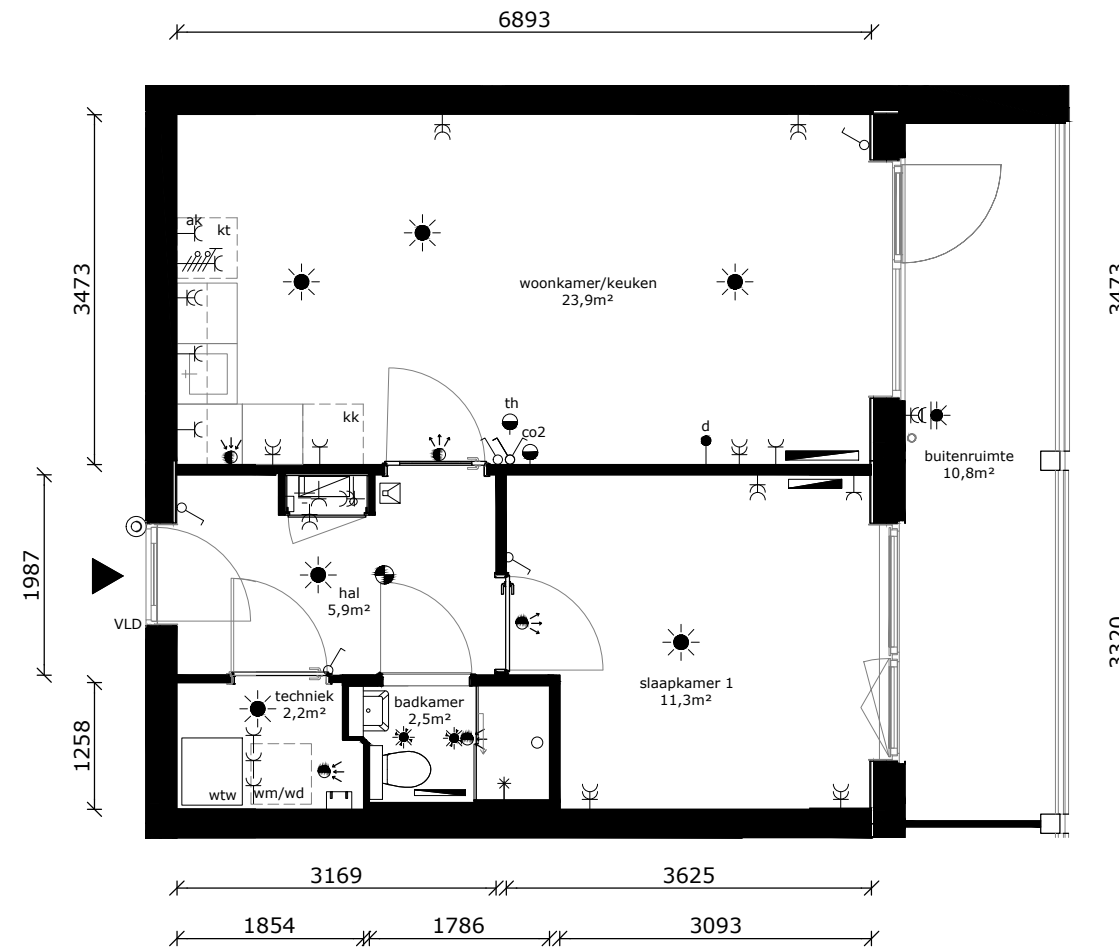 6893
3473
ak
kt
woonkamer/keuken
23,9m²
3473
kk
th
co2
d
buitenruimte
10,8m²
1987
hal
5,9m²
VLD
3320
slaapkamer 1
11,3m²
techniek
2,2m²
badkamer
2,5m²
1258
wtw
wm/wd
3169
3625
1854
1786
3093